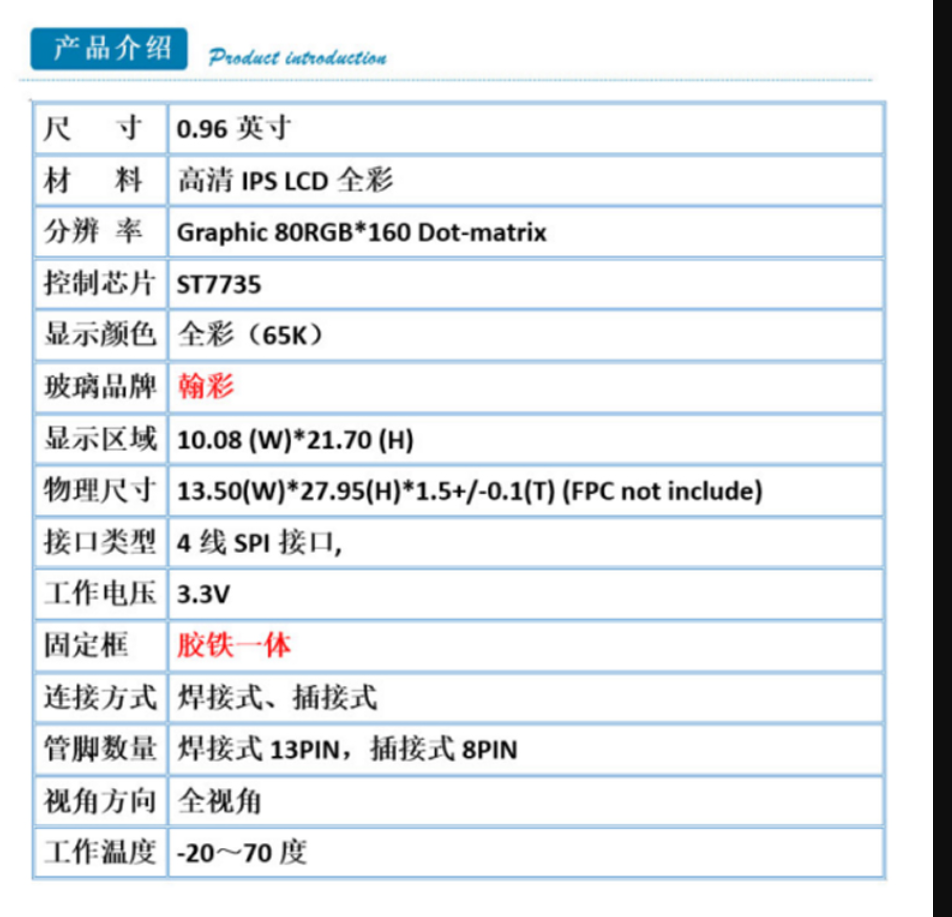 产品介绍 Product introduction
尺 寸 0.96 英寸
材 料 高清 IPS LCD 全彩
分辨 率 Graphic 80RGB*160 Dot-matrix
控制芯片 ST7735
显示颜色 全彩（65K）
玻璃品牌 翰彩
显示区域 10.08 (W)*21.70 (H)
物理尺寸 13.50(W)*27.95(H)*1.5+/-0.1(T) (FPC not include)
接口类型 4 线 SPI 接口,
工作电压 3.3V
固定框 胶铁一体
连接方式 焊接式、插接式
管脚数量 焊接式 13PIN，插接式 8PIN
视角方向 全视角
工作温度 -20～70 度